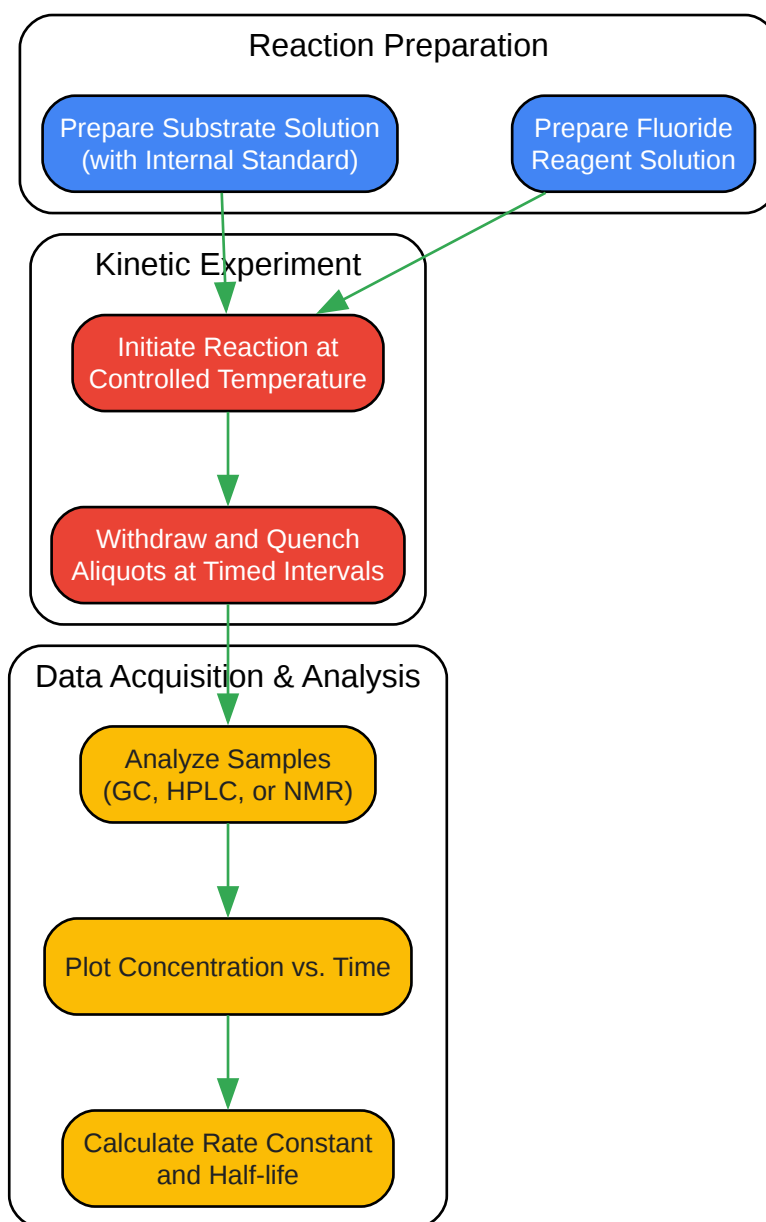 Reaction Preparation
Prepare Substrate Solution
(with Internal Standard)
Prepare Fluoride
Reagent Solution
Kinetic Experiment
Initiate Reaction at
Controlled Temperature
Withdraw and Quench
Aliquots at Timed Intervals
Data Acquisition & Analysis
Analyze Samples
(GC, HPLC, or NMR)
Plot Concentration vs. Time
Calculate Rate Constant
and Half-life